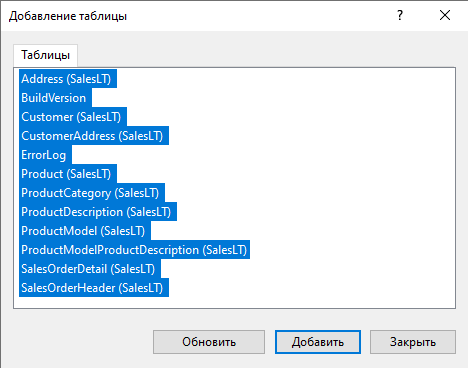 Добавление таблицы
?
Таблицы
Address (SalesLT)
BuildVersion
Customer (SalesLT)
CustomerAddress (SalesLT)
ErrorLog
Product (SalesLT)
ProductCategory (SalesLT)
ProductDescription (SalesLT)
ProductModel (SalesLT)
ProductModelProductDescription (SalesLT)
SalesOrderDetail (SalesLT)
SalesOrderHeader (SalesLT)
Обновить Добавить Закрыть